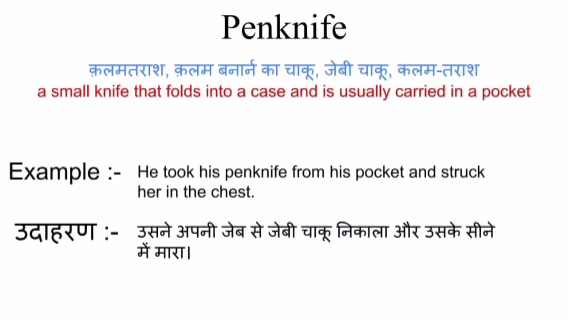 Penknife
क़लमतराश, क़लम बनार्न का चाकू, जेबी चाकू, कलम-तराश
a small knife that folds into a case and is usually carried in a pocket
Example :- He took his penknife from his pocket and struck
her in the chest.
उदाहरण :- उसने अपनी जेब से जेबी चाकू निकाला और उसके सीने
में मारा।